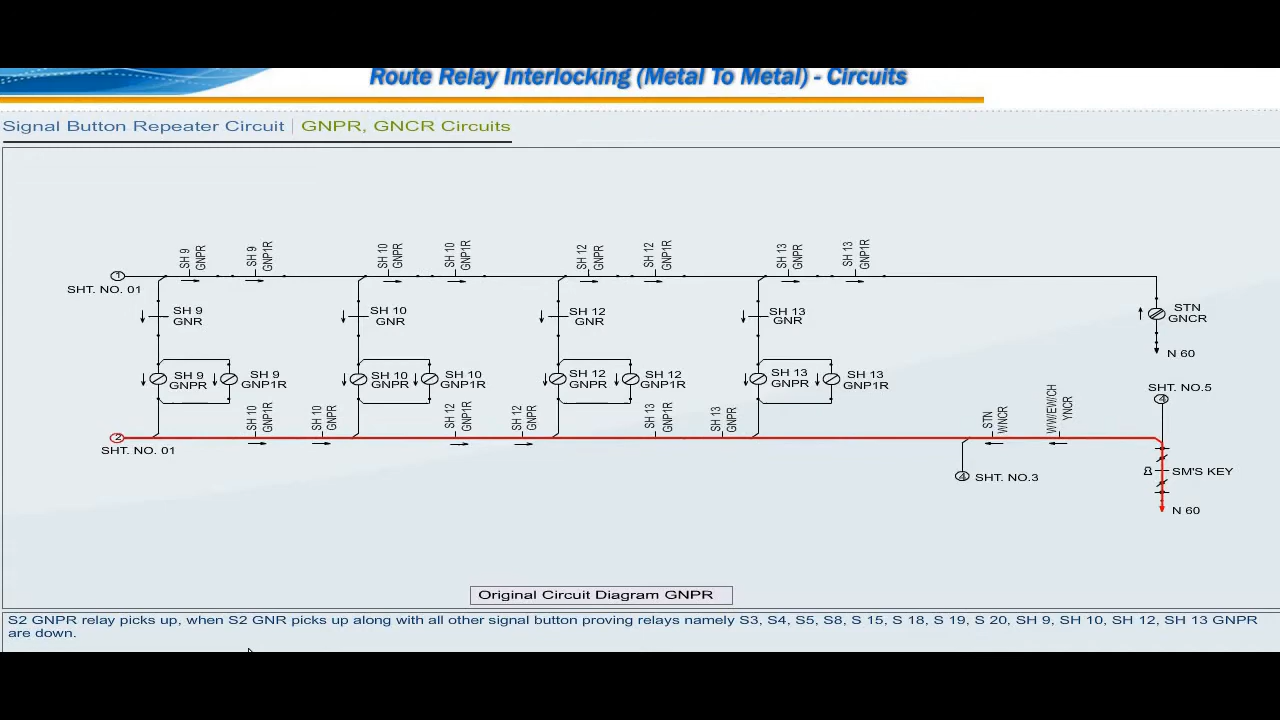 Route Relay Interlocking (Metal To Metal) - Circuits
Signal Button Repeater Circuit | GNPR, GNCR Circuits
SH 9 GNPR
SH 9 GNP1R
SH 10 GNPR
SH 10 GNP1R
SH 12 GNPR
SH 12 GNP1R
SH 13 GNPR
SH 13 GNP1R
1
SHT. NO. 01
SH 9
GNR
SH 10
GNR
SH 12
GNR
SH 13
GNR
STN
GNCR
N 60
SH 9
GNPR
SH 9
GNP1R
SH 10
GNPR
SH 10
GNP1R
SH 12
GNPR
SH 12
GNP1R
SH 13
GNPR
SH 13
GNP1R
SHT. NO.5
4
SH 10 GNP1R
SH 10 GNPR
SH 12 GNP1R
SH 12 GNPR
SH 13 GNP1R
SH 13 GNPR
STN WNCR
WW/EW/CH YNCR
2
SHT. NO. 01
4
SHT. NO.3
SM'S KEY
N 60
Original Circuit Diagram GNPR
S2 GNPR relay picks up, when S2 GNR picks up along with all other signal button proving relays namely S3, S4, S5, S8, S 15, S 18, S 19, S 20, SH 9, SH 10, SH 12, SH 13 GNPR
are down.